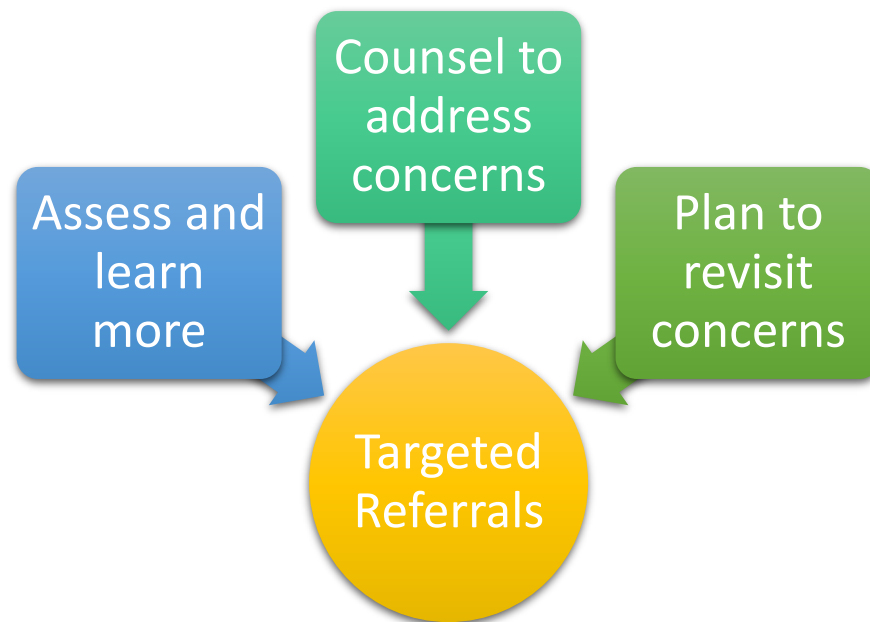 Counsel to
address
concerns
Assess and
learn
more
Plan to
revisit
concerns
Targeted
Referrals